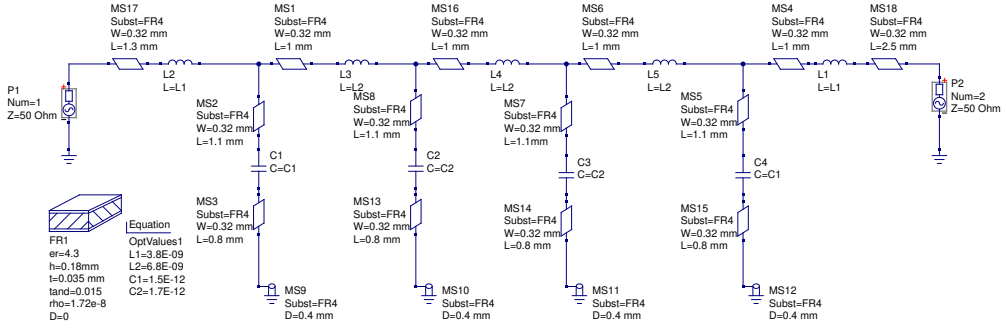 MS17
Subst=FR4
W=0.32 mm
L=1.3 mm
MS1
Subst=FR4
W=0.32 mm
L=1 mm
MS16
Subst=FR4
W=0.32 mm
L=1 mm
MS6
Subst=FR4
W=0.32 mm
L=1 mm
MS4
Subst=FR4
W=0.32 mm
L=1 mm
MS18
Subst=FR4
W=0.32 mm
L=2.5 mm
L2
L=L1
L3
L=L2
L4
L=L2
L5
L=L2
L1
L=L1
P1
Num=1
Z=50 Ohm
P2
Num=2
Z=50 Ohm
MS2
Subst=FR4
W=0.32 mm
L=1.1 mm
MS8
Subst=FR4
W=0.32 mm
L=1.1 mm
MS7
Subst=FR4
W=0.32 mm
L=1.1mm
MS5
Subst=FR4
W=0.32 mm
L=1.1 mm
C1
C=C1
C2
C=C2
C3
C=C2
C4
C=C1
MS3
Subst=FR4
W=0.32 mm
L=0.8 mm
MS13
Subst=FR4
W=0.32 mm
L=0.8 mm
MS14
Subst=FR4
W=0.32 mm
L=0.8 mm
MS15
Subst=FR4
W=0.32 mm
L=0.8 mm
FR1
er=4.3
h=0.18mm
t=0.035 mm
tand=0.015
rho=1.72e-8
D=0
Equation
OptValues1
L1=3.8E-09
L2=6.8E-09
C1=1.5E-12
C2=1.7E-12
MS9
Subst=FR4
D=0.4 mm
MS10
Subst=FR4
D=0.4 mm
MS11
Subst=FR4
D=0.4 mm
MS12
Subst=FR4
D=0.4 mm